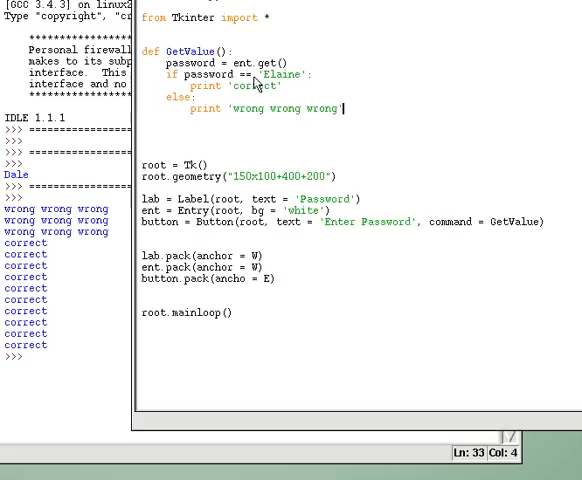 [GCC 3.4.3] on linux2
Type "copyright", "cr
****************
Personal firewal
makes to its subp
interface. This
interface and no
****************
IDLE 1.1.1
>>> ================
>>>
>>> ================
>>>
Dale
>>> ================
>>>
wrong wrong wrong
wrong wrong wrong
wrong wrong wrong
correct
correct
correct
correct
correct
correct
correct
correct
correct
correct
>>>
from Tkinter import *
def GetValue():
password = ent.get()
if password == 'Elaine':
print 'correct'
else:
print 'wrong wrong wrong'
root = Tk()
root.geometry("150x100+400+200")
lab = Label(root, text = 'Password')
ent = Entry(root, bg = 'white')
button = Button(root, text = 'Enter Password', command = GetValue)
lab.pack(anchor = W)
ent.pack(anchor = W)
button.pack(ancho = E)
root.mainloop()
Ln: 33 Col: 4